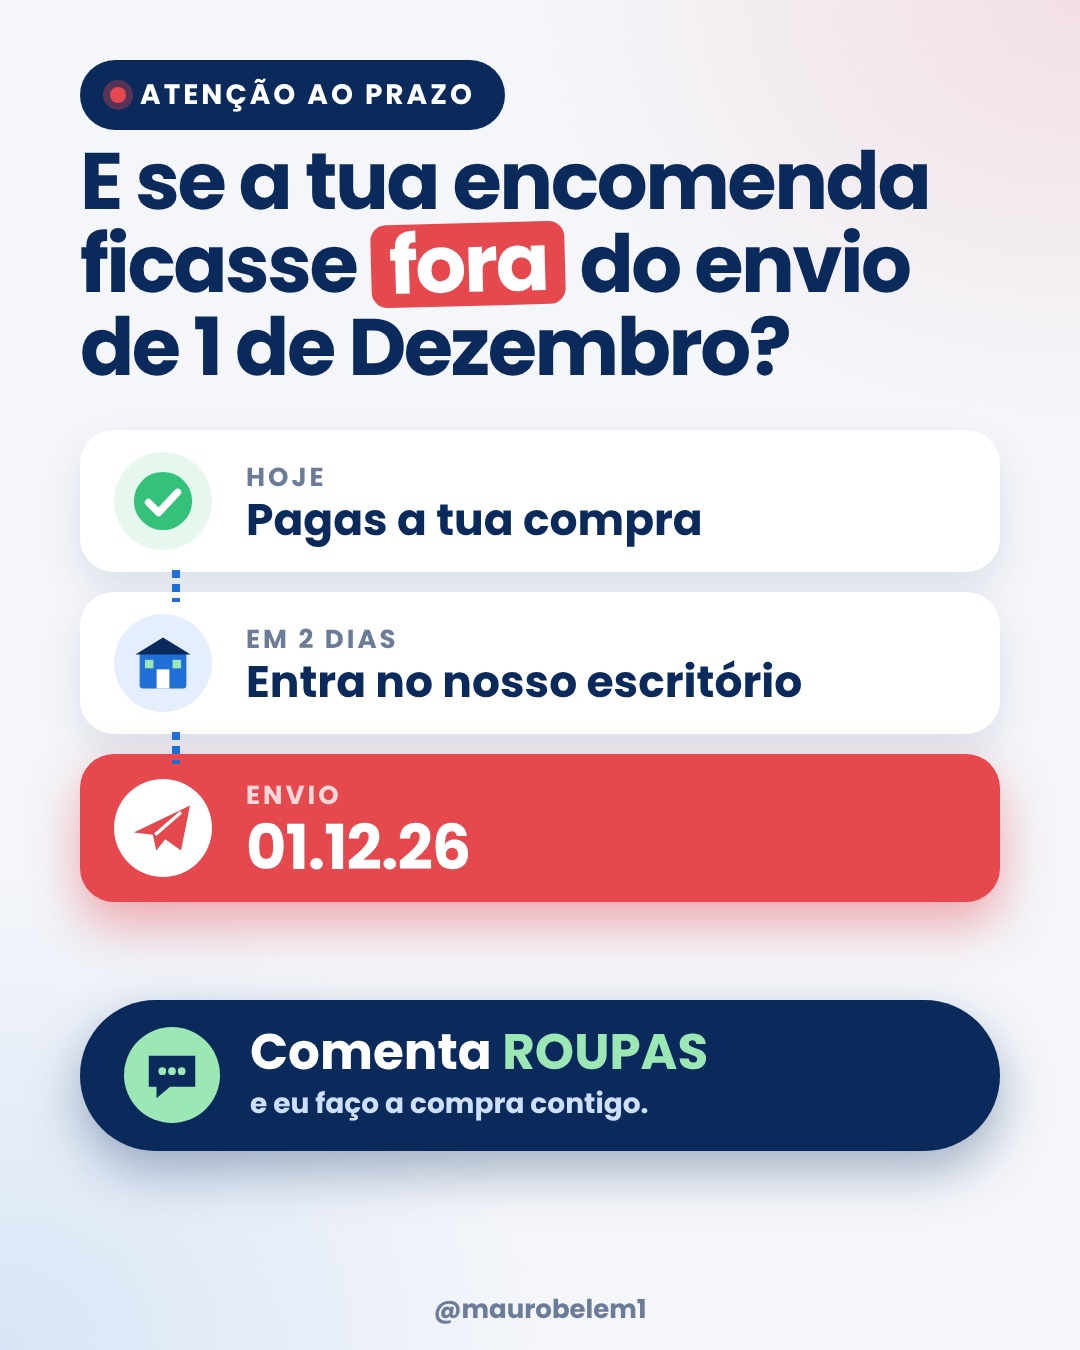 ATENÇÃO AO PRAZO
E se a tua encomenda
ficasse fora do envio
de 1 de Dezembro?
HOJE
Pagas a tua compra
EM 2 DIAS
Entra no nosso escritório
ENVIO
01.12.26
Comenta ROUPAS
e eu faço a compra contigo.
@maurobelem1